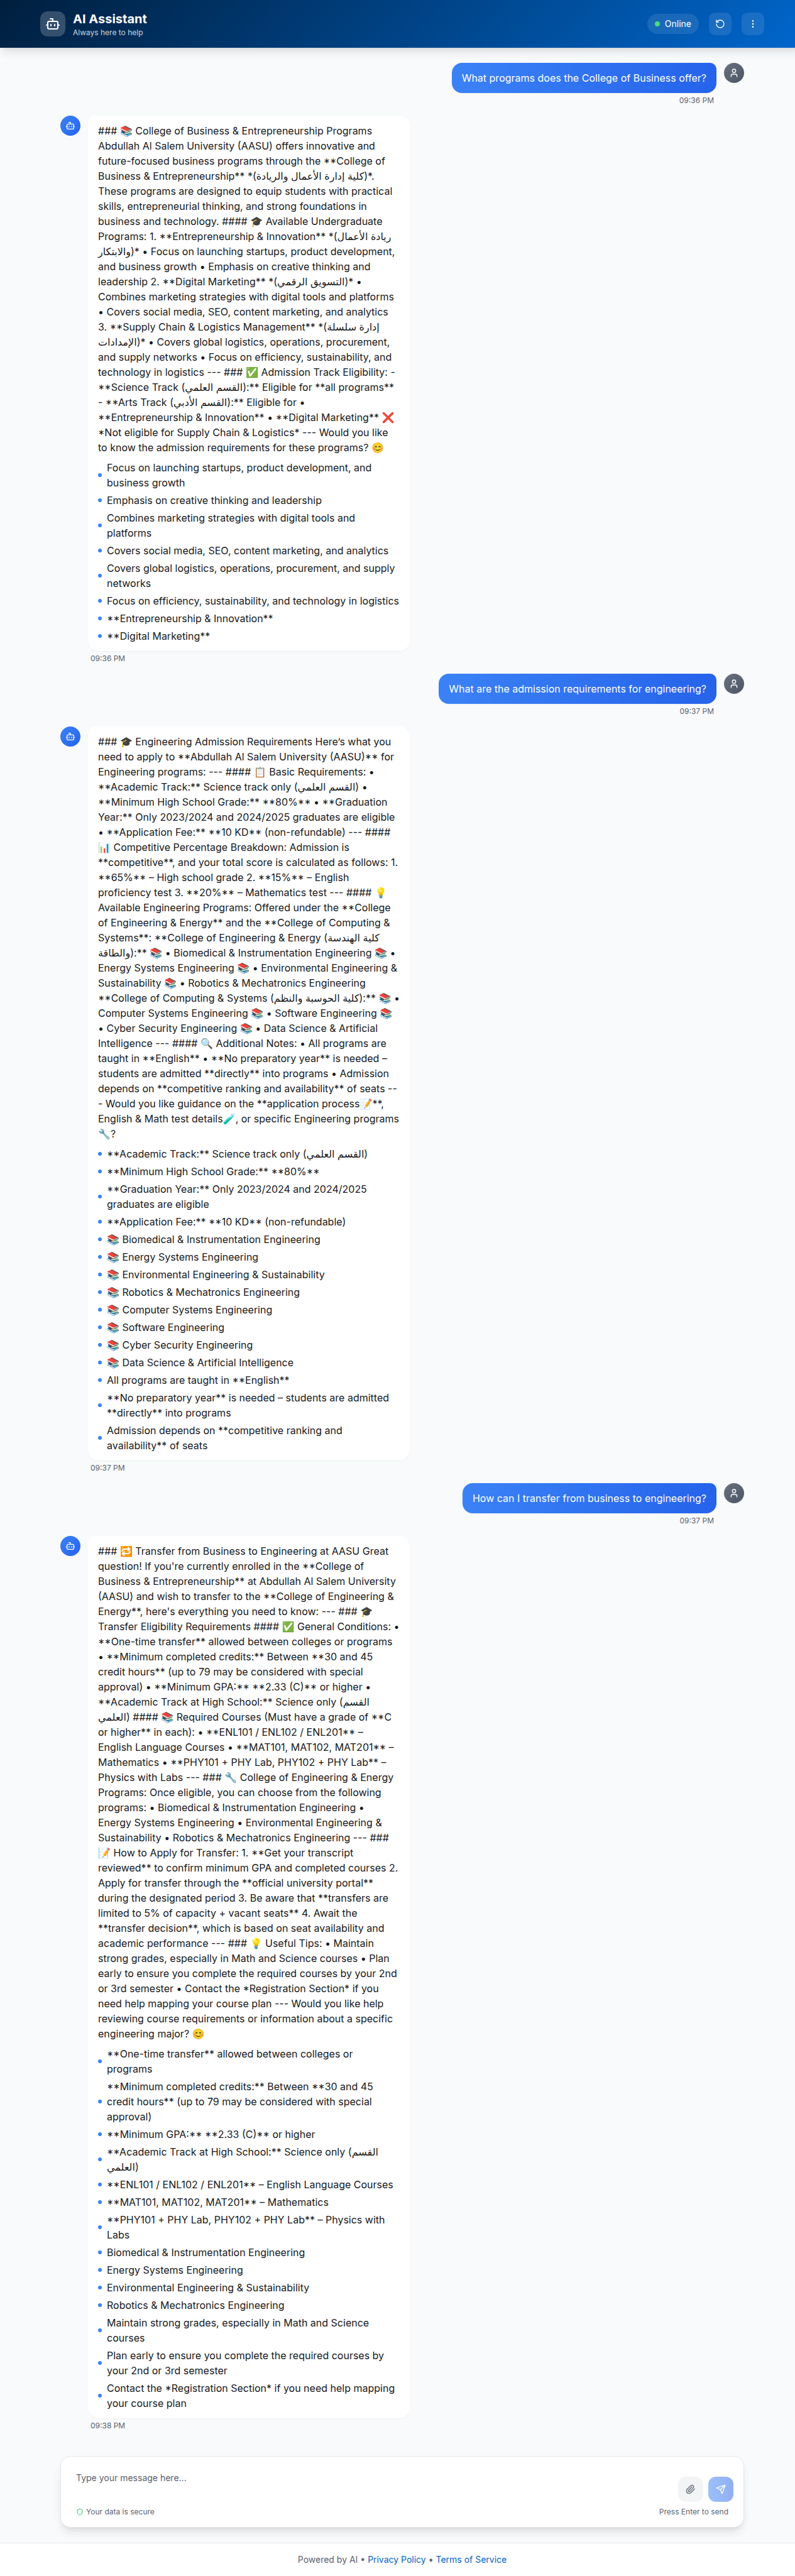 AI Assistant
Always here to help
Online
What programs does the College of Business offer?
09:36 PM
### 📚 College of Business & Entrepreneurship Programs
Abdullah Al Salem University (AASU) offers innovative and
future-focused business programs through the **College of
Business & Entrepreneurship** *(كلية إدارة الأعمال والريادة)*.
These programs are designed to equip students with practical
skills, entrepreneurial thinking, and strong foundations in
business and technology. #### 🎓 Available Undergraduate
Programs: 1. **Entrepreneurship & Innovation** *(ريادة الأعمال
والابتكار)* • Focus on launching startups, product development,
and business growth • Emphasis on creative thinking and
leadership 2. **Digital Marketing** *(التسويق الرقمي)* •
Combines marketing strategies with digital tools and platforms
• Covers social media, SEO, content marketing, and analytics
3. **Supply Chain & Logistics Management** *(إدارة سلسلة
الإمدادات)* • Covers global logistics, operations, procurement,
and supply networks • Focus on efficiency, sustainability, and
technology in logistics --- ### ✅ Admission Track Eligibility: -
**Science Track (القسم العلمي):** Eligible for **all programs**
- **Arts Track (القسم الأدبي):** Eligible for •
**Entrepreneurship & Innovation** • **Digital Marketing** ❌
*Not eligible for Supply Chain & Logistics* --- Would you like
to know the admission requirements for these programs? 😊
Focus on launching startups, product development, and
business growth
Emphasis on creative thinking and leadership
Combines marketing strategies with digital tools and
platforms
Covers social media, SEO, content marketing, and analytics
Covers global logistics, operations, procurement, and supply
networks
Focus on efficiency, sustainability, and technology in logistics
**Entrepreneurship & Innovation**
**Digital Marketing**
09:36 PM
What are the admission requirements for engineering?
09:37 PM
### 🎓 Engineering Admission Requirements Here's what you
need to apply to **Abdullah Al Salem University (AASU)** for
Engineering programs: --- #### 📋 Basic Requirements: •
**Academic Track:** Science track only (القسم العلمي) •
**Minimum High School Grade:** **80%** • **Graduation
Year:** Only 2023/2024 and 2024/2025 graduates are eligible
• **Application Fee:** **10 KD** (non-refundable) --- ####
📊 Competitive Percentage Breakdown: Admission is
**competitive**, and your total score is calculated as follows: 1.
**65%** – High school grade 2. **15%** – English
proficiency test 3. **20%** – Mathematics test --- #### 💡
Available Engineering Programs: Offered under the **College
of Engineering & Energy** and the **College of Computing &
Systems**: **College of Engineering & Energy (كلية الهندسة
والطاقة):** 📚 • Biomedical & Instrumentation Engineering 📚 •
Energy Systems Engineering 📚 • Environmental Engineering &
Sustainability 📚 • Robotics & Mechatronics Engineering
**College of Computing & Systems (كلية الحوسبة والنظم):** 📚 •
Computer Systems Engineering 📚 • Software Engineering 📚
• Cyber Security Engineering 📚 • Data Science & Artificial
Intelligence --- #### 🔍 Additional Notes: • All programs are
taught in **English** • **No preparatory year** is needed –
students are admitted **directly** into programs • Admission
depends on **competitive ranking and availability** of seats --
- Would you like guidance on the **application process📝**,
English & Math test details🧪, or specific Engineering programs
🔧?
**Academic Track:** Science track only (القسم العلمي)
**Minimum High School Grade:** **80%**
**Graduation Year:** Only 2023/2024 and 2024/2025
graduates are eligible
**Application Fee:** **10 KD** (non-refundable)
📚 Biomedical & Instrumentation Engineering
📚 Energy Systems Engineering
📚 Environmental Engineering & Sustainability
📚 Robotics & Mechatronics Engineering
📚 Computer Systems Engineering
📚 Software Engineering
📚 Cyber Security Engineering
📚 Data Science & Artificial Intelligence
All programs are taught in **English**
**No preparatory year** is needed – students are admitted
**directly** into programs
Admission depends on **competitive ranking and
availability** of seats
09:37 PM
How can I transfer from business to engineering?
09:37 PM
### 🔁 Transfer from Business to Engineering at AASU Great
question! If you're currently enrolled in the **College of
Business & Entrepreneurship** at Abdullah Al Salem University
(AASU) and wish to transfer to the **College of Engineering &
Energy**, here's everything you need to know: --- ### 🎓
Transfer Eligibility Requirements #### ✅ General Conditions: •
**One-time transfer** allowed between colleges or programs
• **Minimum completed credits:** Between **30 and 45
credit hours** (up to 79 may be considered with special
approval) • **Minimum GPA:** **2.33 (C)** or higher •
**Academic Track at High School:** Science only (القسم
العلمي) #### 📚 Required Courses (Must have a grade of **C
or higher** in each): • **ENL101 / ENL102 / ENL201** –
English Language Courses • **MAT101, MAT102, MAT201** –
Mathematics • **PHY101 + PHY Lab, PHY102 + PHY Lab** –
Physics with Labs --- ### 🔧 College of Engineering & Energy
Programs: Once eligible, you can choose from the following
programs: • Biomedical & Instrumentation Engineering •
Energy Systems Engineering • Environmental Engineering &
Sustainability • Robotics & Mechatronics Engineering --- ###
📝 How to Apply for Transfer: 1. **Get your transcript
reviewed** to confirm minimum GPA and completed courses 2.
Apply for transfer through the **official university portal**
during the designated period 3. Be aware that **transfers are
limited to 5% of capacity + vacant seats** 4. Await the
**transfer decision**, which is based on seat availability and
academic performance --- ### 💡 Useful Tips: • Maintain
strong grades, especially in Math and Science courses • Plan
early to ensure you complete the required courses by your 2nd
or 3rd semester • Contact the *Registration Section* if you
need help mapping your course plan --- Would you like help
reviewing course requirements or information about a specific
engineering major? 😊
**One-time transfer** allowed between colleges or
programs
**Minimum completed credits:** Between **30 and 45
credit hours** (up to 79 may be considered with special
approval)
**Minimum GPA:** **2.33 (C)** or higher
**Academic Track at High School:** Science only (القسم
العلمي)
**ENL101 / ENL102 / ENL201** – English Language Courses
**MAT101, MAT102, MAT201** – Mathematics
**PHY101 + PHY Lab, PHY102 + PHY Lab** – Physics with
Labs
Biomedical & Instrumentation Engineering
Energy Systems Engineering
Environmental Engineering & Sustainability
Robotics & Mechatronics Engineering
Maintain strong grades, especially in Math and Science
courses
Plan early to ensure you complete the required courses by
your 2nd or 3rd semester
Contact the *Registration Section* if you need help mapping
your course plan
09:38 PM
Type your message here...
Your data is secure
Press Enter to send
Powered by AI • Privacy Policy • Terms of Service